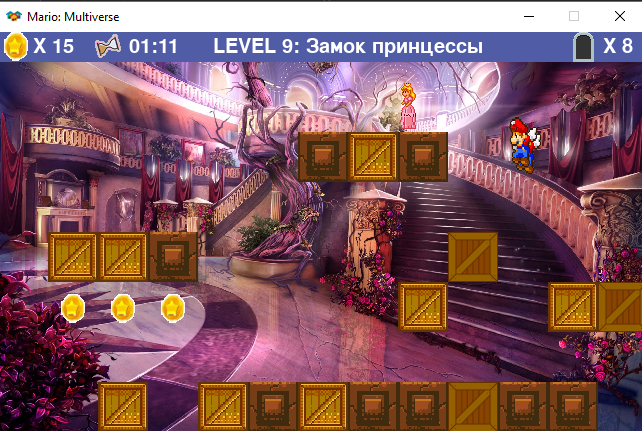 Mario: Multiverse
X 15 01:11 LEVEL 9: Замок принцессы X 8